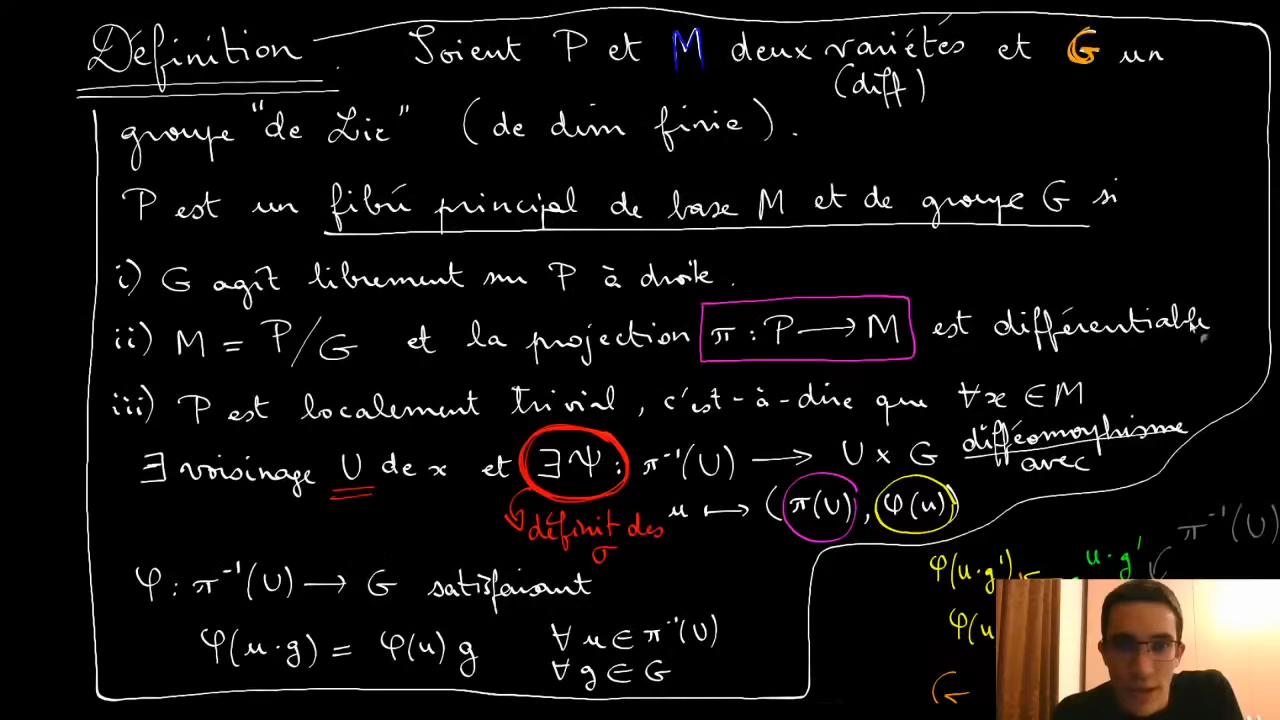 Définition. Soient P et M deux variétés et G un
(diff)
groupe "de Lie" (de dim finie).
P est un fibré principal de base M et de groupe G si
i) G agit librement sur P à droite.
ii) M = P/G et la projection π : P → M est différentiable
iii) P est localement trivial, c'est-à-dire que ∀x ∈ M
∃ voisinage U de x et ∃ Ψ : π⁻¹(U) → U × G difféomorphisme
avec
u ↦ (π(U), φ(u))
définit des
σ
φ : π⁻¹(U) → G satisfaisant
φ(u·g) = φ(u) g ∀ u ∈ π⁻¹(U)
∀ g ∈ G
π⁻¹(U)
φ(u·g') u·g'
φ(u
G